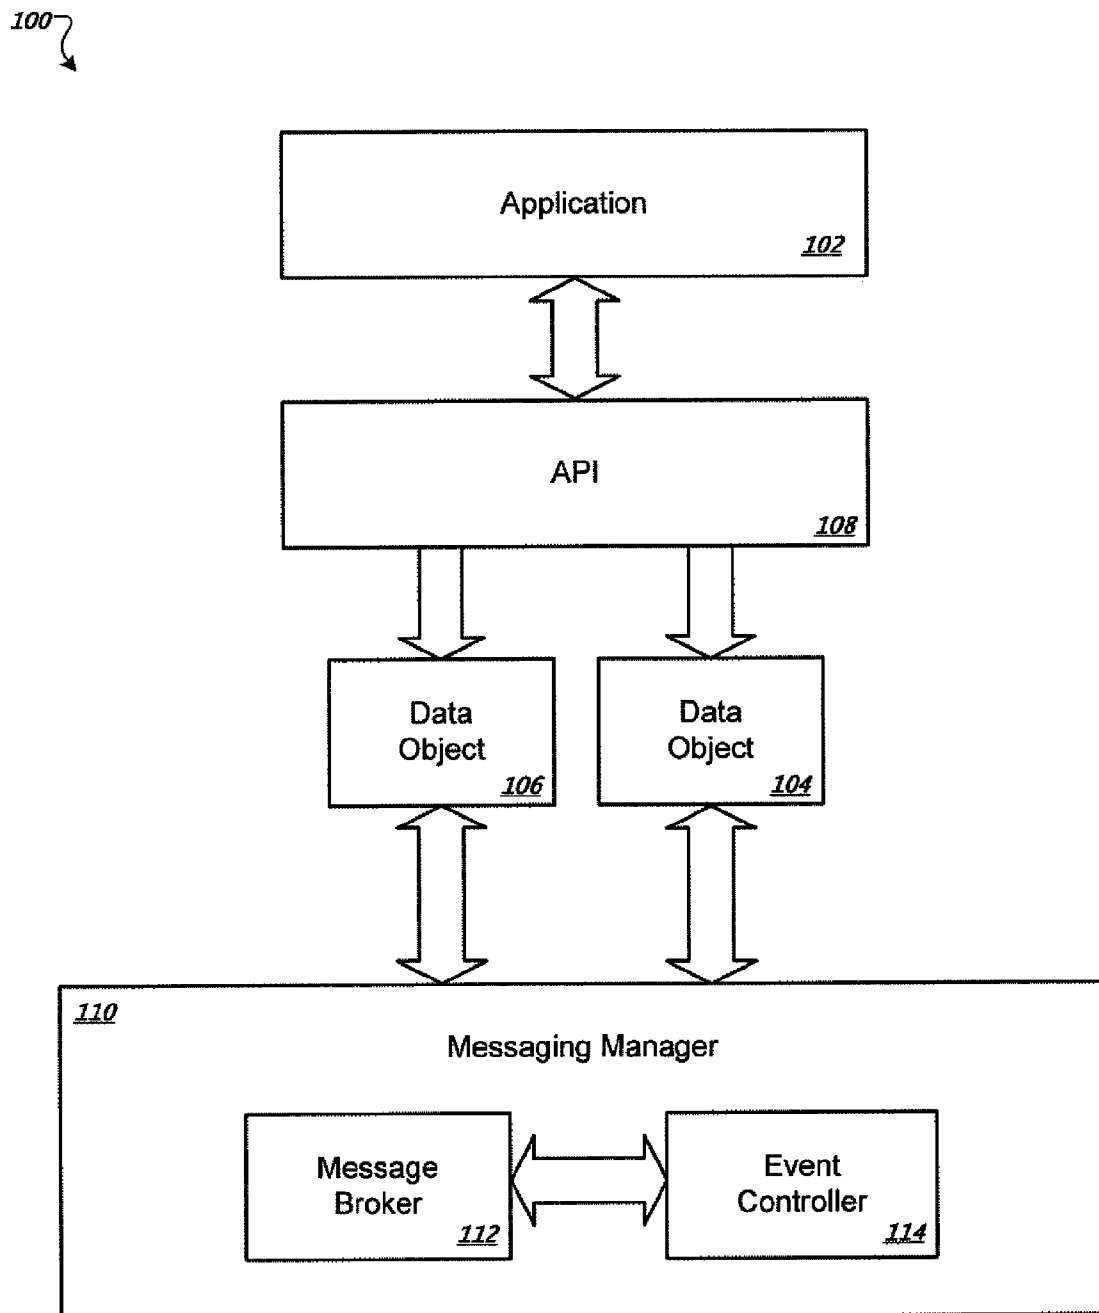 100
Application
102
API
108
Data
Object
106
Data
Object
104
110
Messaging Manager
Message
Broker
112
Event
Controller
114